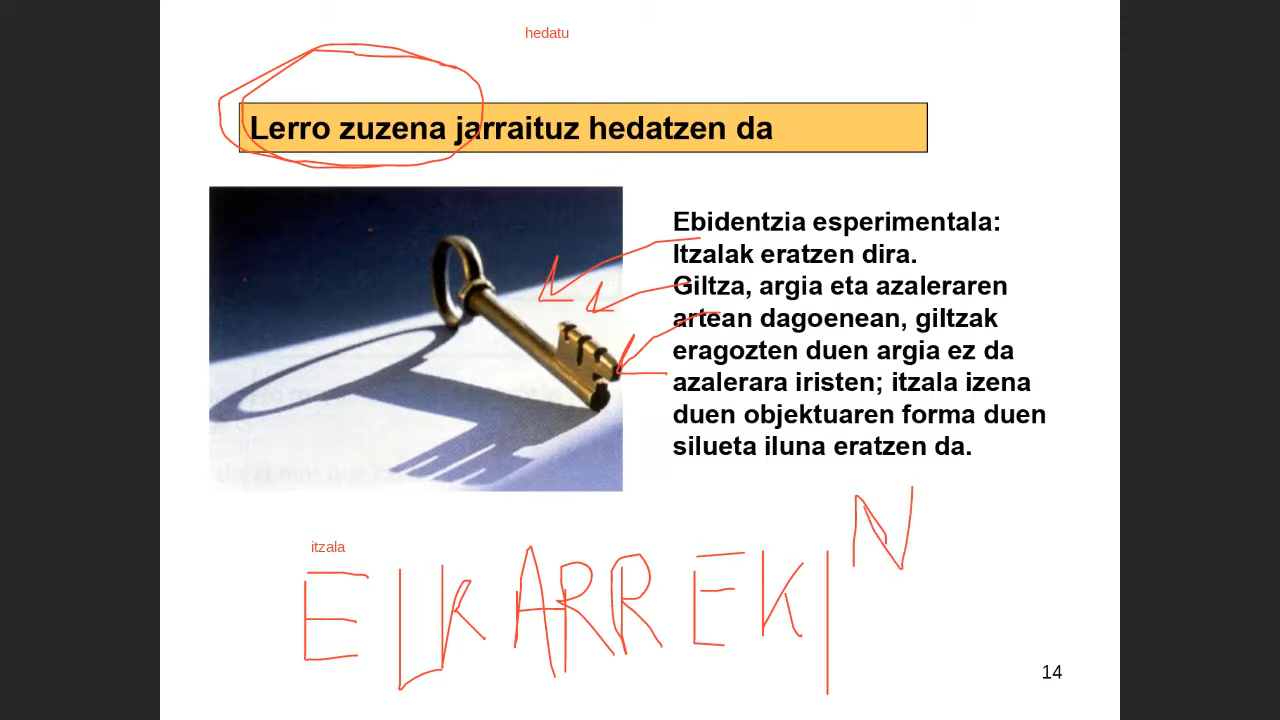 hedatu
Lerro zuzena jarraituz hedatzen da
Ebidentzia esperimentala:
Itzalak eratzen dira.
Giltza, argia eta azaleraren
artean dagoenean, giltzak
eragozten duen argia ez da
azalerara iristen; itzala izena
duen objektuaren forma duen
silueta iluna eratzen da.
itzala
ELKARREKIN
14